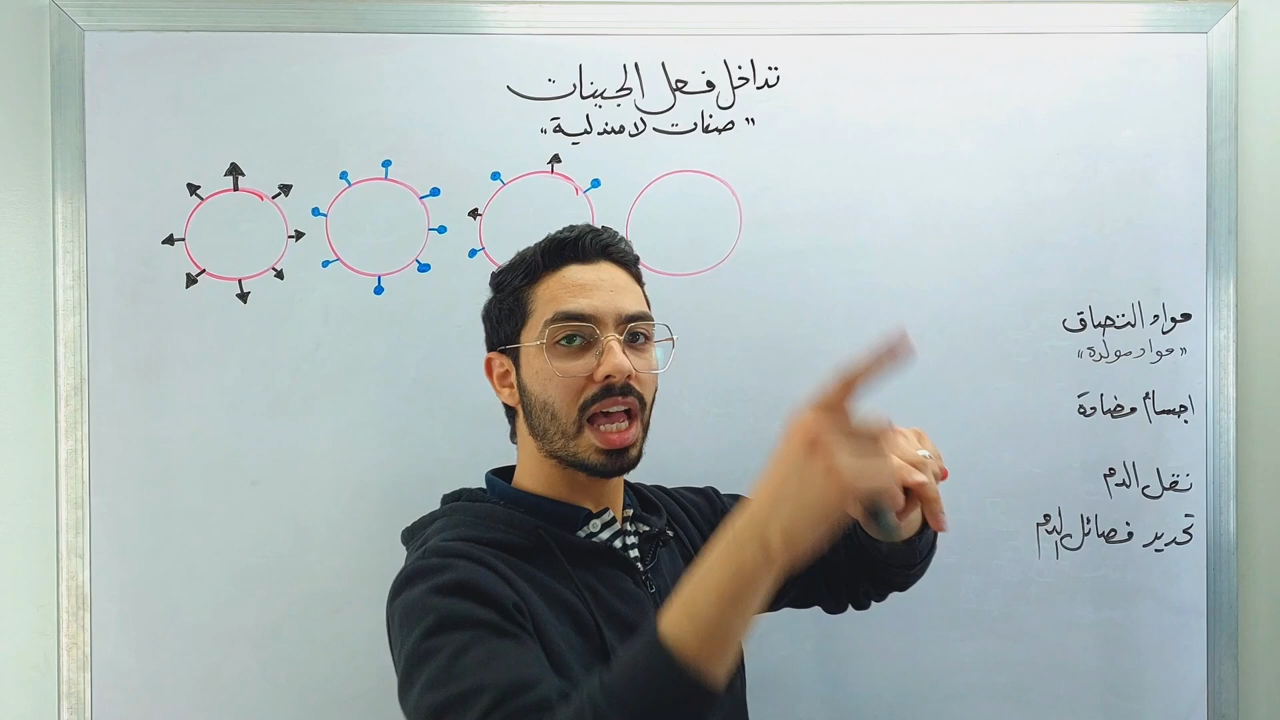 تداخل فعل الجينات
"صفات لامندلية"
مواد التصاق
"مواد مولدة"
اجسام مضادة
نقل الدم
تحديد فصائل الدم